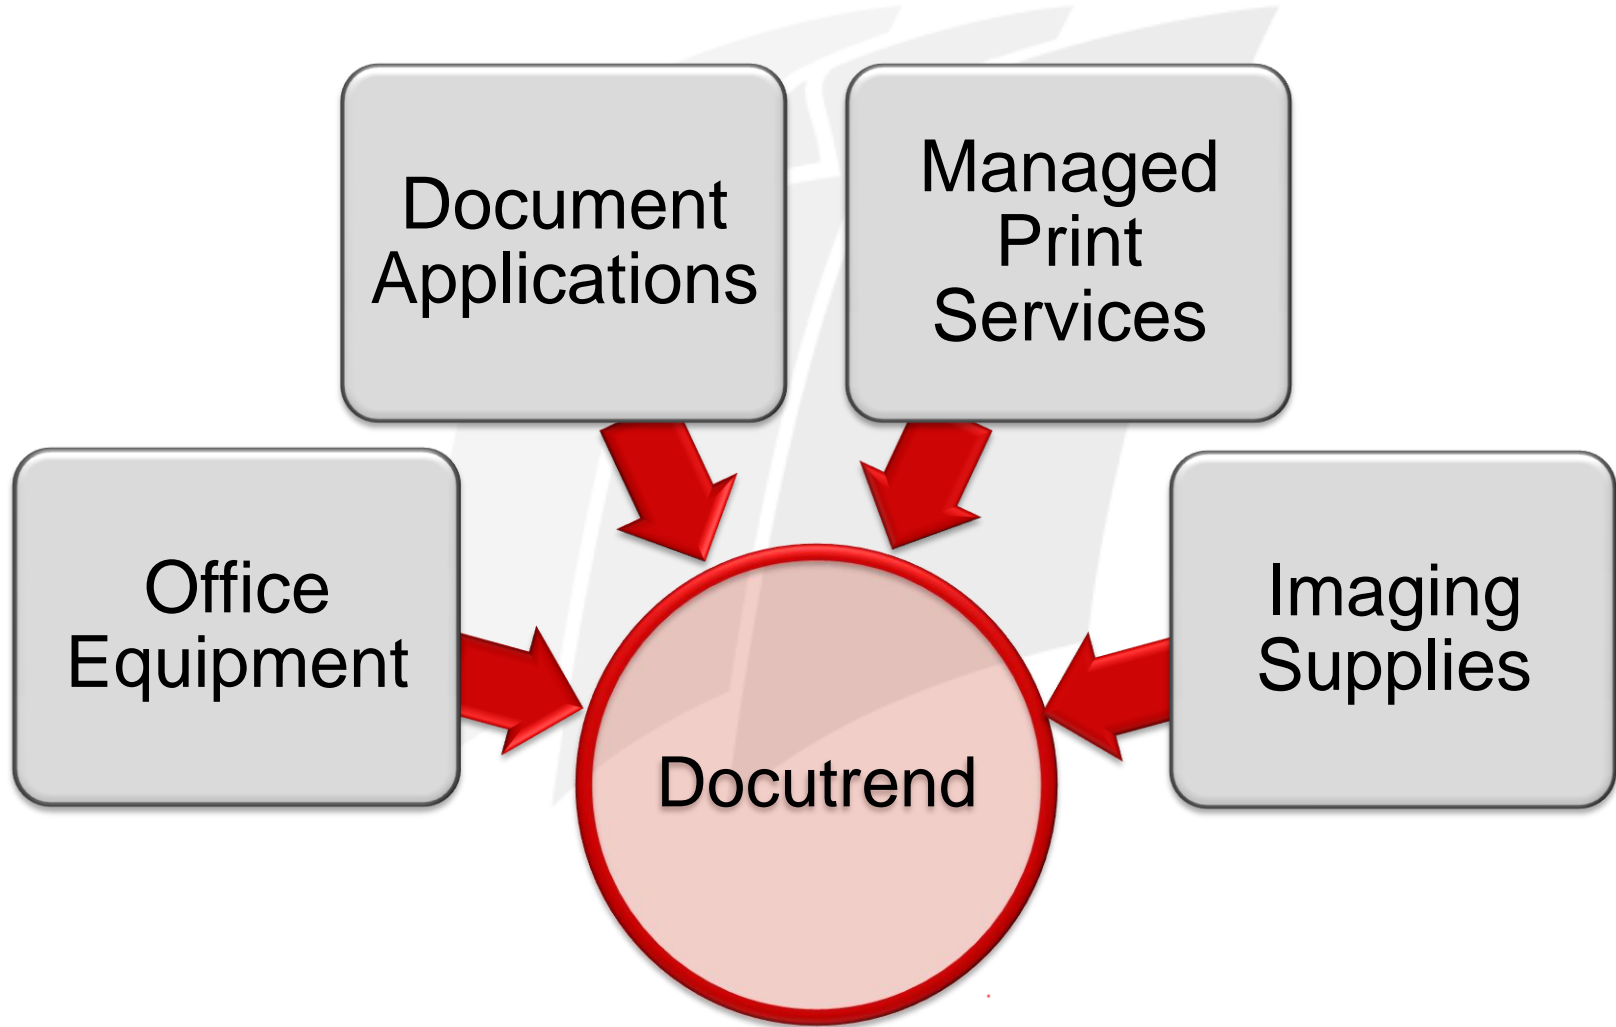 Document
Applications
Managed
Print
Services
Office
Equipment
Imaging
Supplies
Docutrend